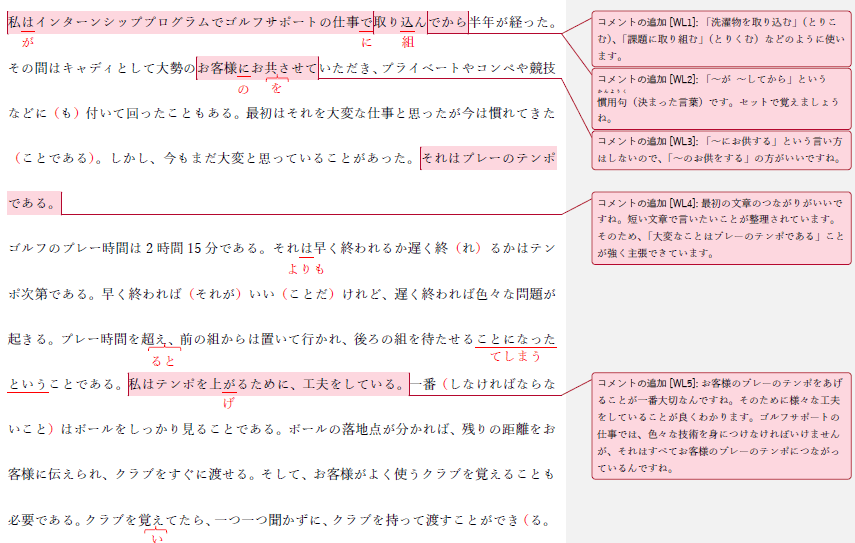 私はインターンシッププログラムでゴルフサポートの仕事で取り込んでから半年が経った。
が に 組
その間はキャディとして大勢のお客様にお共させていただき、プライベートやコンペや競技
の を
などに（も）付いて回ったこともある。最初はそれを大変な仕事と思ったが今は慣れてきた
（ことである）。しかし、今もまだ大変と思っていることがあった。それはプレーのテンポ
である。
ゴルフのプレー時間は2時間15分である。それは早く終われるか遅く終（れ）るかはテン
よりも
ポ次第である。早く終われば（それが）いい（ことだ）けれど、遅く終われば色々な問題が
起きる。プレー時間を超え、前の組からは置いて行かれ、後ろの組を待たせることになった
ると てしまう
ということである。私はテンポを上がるために、工夫をしている。一番（しなければならな
げ
いこと）はボールをしっかり見ることである。ボールの落地点が分かれば、残りの距離をお
客様に伝えられ、クラブをすぐに渡せる。そして、お客様がよく使うクラブを覚えることも
必要である。クラブを覚えてたら、一つ一つ聞かずに、クラブを持って渡すことができ（る。
い
コメントの追加 [WL1]: 「洗濯物を取り込む」（とりこ
む）、「課題に取り組む」（とりくむ）などのように使い
ます。
コメントの追加 [WL2]: 「～が ～してから」という
かんようく
慣用句（決まった言葉）です。セットで覚えましょう
ね。
コメントの追加 [WL3]: 「～にお供する」という言い方
はしないので、「～のお供をする」の方がいいですね。
コメントの追加 [WL4]: 最初の文章のつながりがいいで
すね。短い文章で言いたいことが整理されています。
そのため、「大変なことはプレーのテンポである」こと
が強く主張できています。
コメントの追加 [WL5]: お客様のプレーのテンポをあげ
ることが一番大切なんですね。そのために様々な工夫
をしていることが良くわかります。ゴルフサポートの
仕事では、色々な技術を身につけなければいけません
が、それはすべてお客様のプレーのテンポにつながっ
ているんですね。